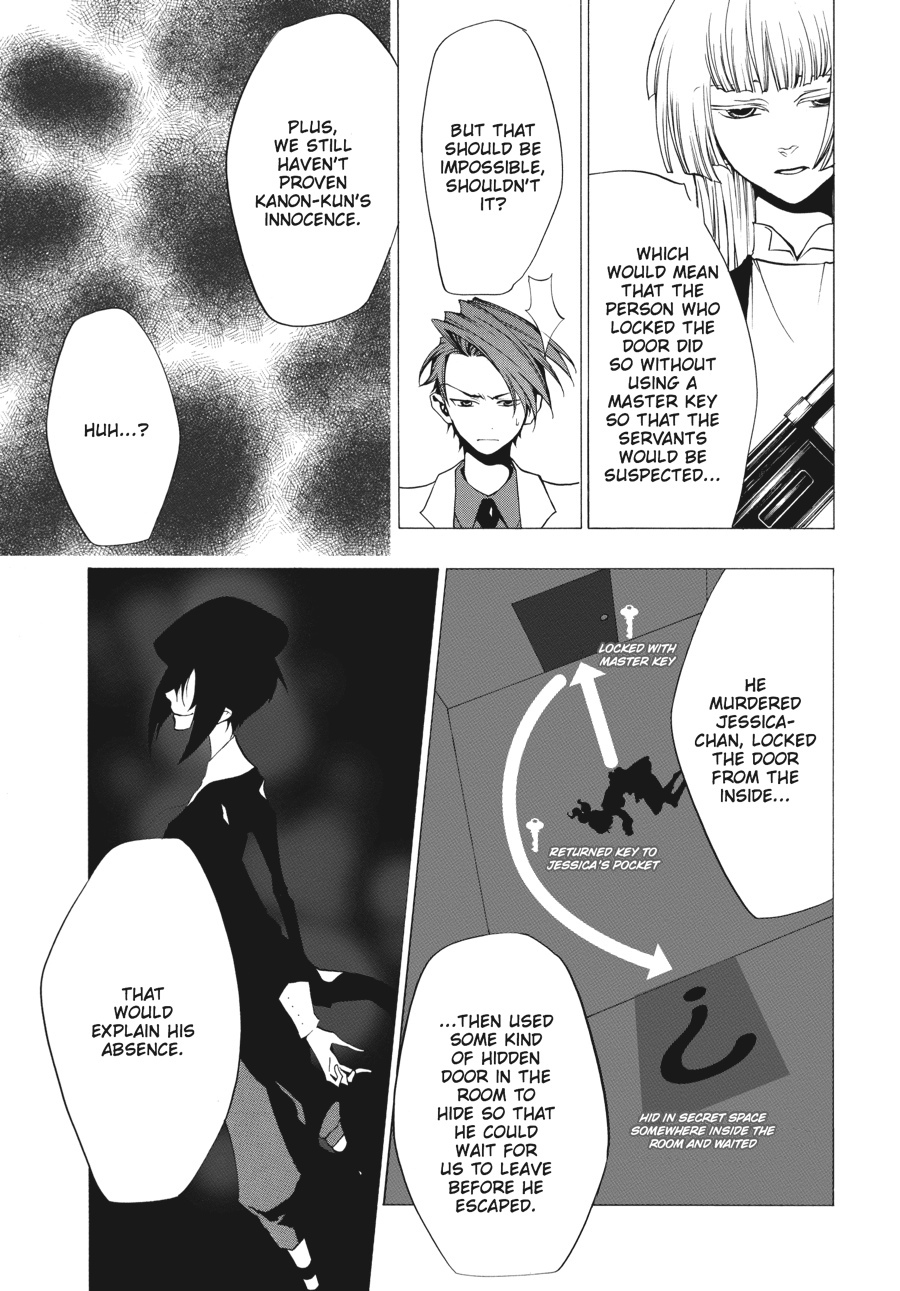 WHICH
WOULD MEAN
THAT THE
PERSON WHO
LOCKED THE
DOOR DID
SO WITHOUT
USING A
MASTER KEY
SO THAT THE
SERVANTS
WOULD BE
SUSPECTED...
BUT THAT
SHOULD BE
IMPOSSIBLE,
SHOULDN'T
IT?
PLUS,
WE STILL
HAVEN'T
PROVEN
KANON-KUN'S
INNOCENCE.
HUH...?
HE
MURDERED
JESSICA-
CHAN, LOCKED
THE DOOR
FROM THE
INSIDE...
LOCKED WITH
MASTER KEY
RETURNED KEY TO
JESSICA'S POCKET
¿
HID IN SECRET SPACE
SOMEWHERE INSIDE THE
ROOM AND WAITED
...THEN USED
SOME KIND
OF HIDDEN
DOOR IN THE
ROOM TO
HIDE SO THAT
HE COULD
WAIT FOR
US TO LEAVE
BEFORE HE
ESCAPED.
THAT
WOULD
EXPLAIN HIS
ABSENCE.